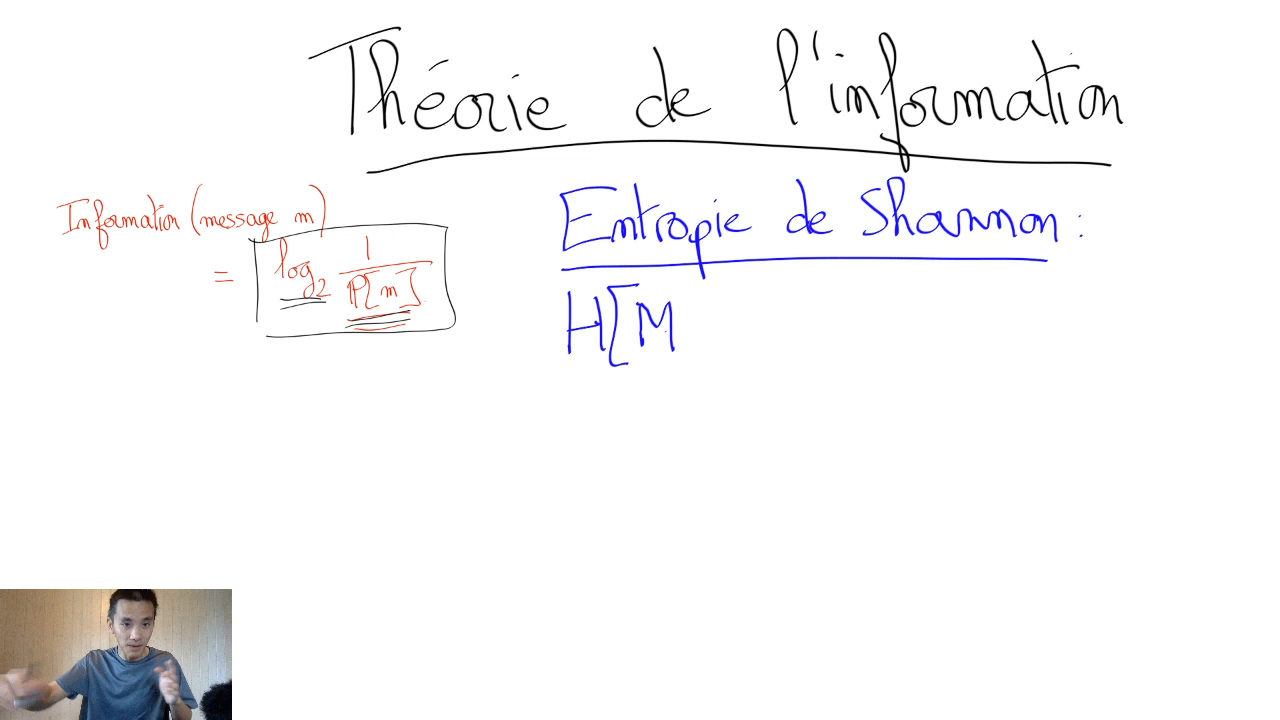 Théorie de l'information
Information (message m)
= log₂ 1/ℙ[m]
Entropie de Shannon :
H[M